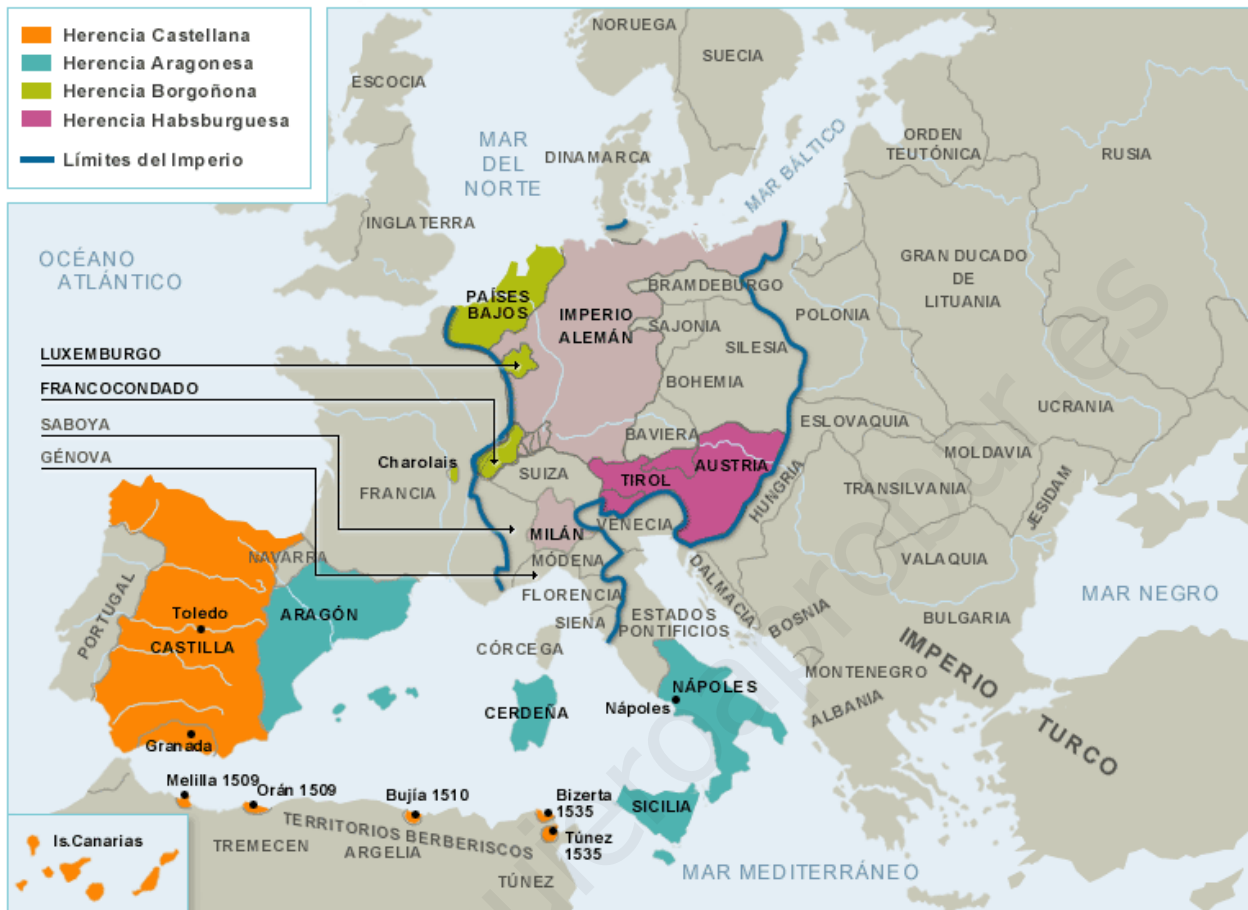 Herencia Castellana
Herencia Aragonesa
Herencia Borgoñona
Herencia Habsburguesa
Límites del Imperio
NORUEGA
SUECIA
ESCOCIA
MAR
DEL
NORTE
DINAMARCA
MAR BÁLTICO
ORDEN
TEUTÓNICA
RUSIA
INGLATERRA
OCÉANO
ATLÁNTICO
PAÍSES
BAJOS
IMPERIO
ALEMÁN
BRAMDEBURGO
SAJONIA
SILESIA
POLONIA
GRAN DUCADO
DE
LITUANIA
LUXEMBURGO
FRANCOCONDADO
SABOYA
GÉNOVA
BOHEMIA
UCRANIA
ESLOVAQUIA
MOLDAVIA
BAVIERA
AUSTRIA
TIROL
Charolais
FRANCIA
SUIZA
HUNGRIA
TRANSILVANIA
JESIDAM
MILÁN
VENECIA
MÓDENA
VALAQUIA
NAVARRA
FLORENCIA
DALMACIA
MAR NEGRO
PORTUGAL
Toledo
CASTILLA
ARAGÓN
SIENA
ESTADOS
PONTIFICIOS
BOSNIA
BULGARIA
CÓRCEGA
MONTENEGRO
IMPERIO
TURCO
ALBANIA
CERDEÑA
NÁPOLES
Nápoles
Granada
Melilla 1509
Orán 1509
Bujía 1510
Bizerta
1535
Túnez
1535
SICILIA
Is.Canarias
TREMECEN
TERRITORIOS BERBERISCOS
ARGELIA
TÚNEZ
MAR MEDITERRÁNEO
quieroaprobar.es